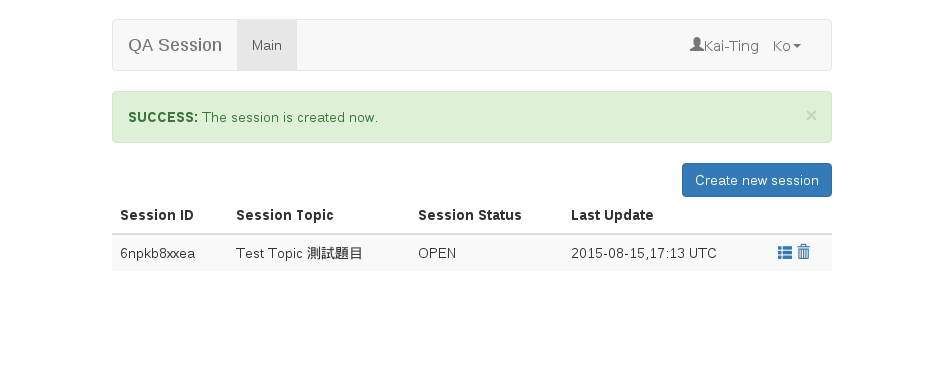 QA Session Main Kai-Ting Ko
SUCCESS: The session is created now. ×
Create new session
Session ID Session Topic Session Status Last Update
6npkb8xxea Test Topic 測試題目 OPEN 2015-08-15,17:13 UTC